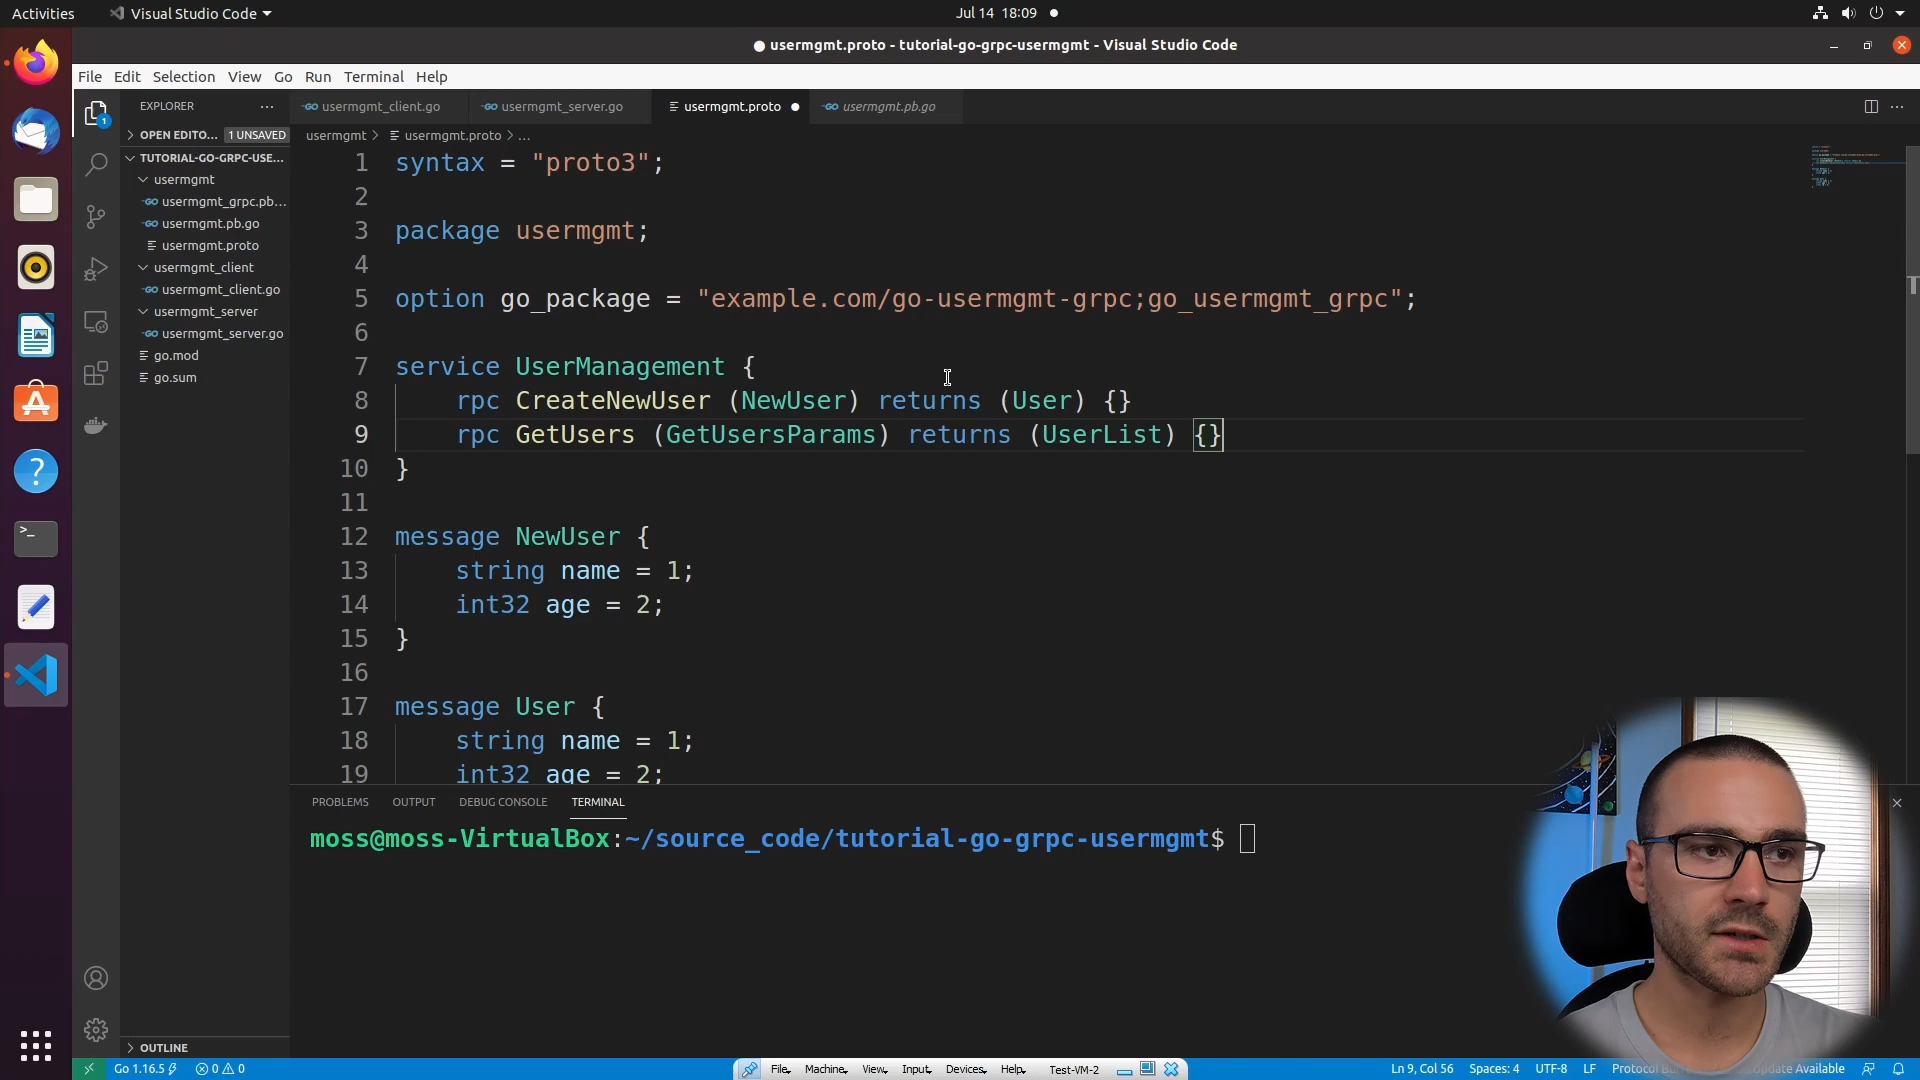 Activities
Visual Studio Code
Jul 14 18:09
usermgmt.proto - tutorial-go-grpc-usermgmt - Visual Studio Code
File Edit Selection View Go Run Terminal Help
EXPLORER
usermgmt_client.go usermgmt_server.go usermgmt.proto usermgmt.pb.go
OPEN EDITO... 1 UNSAVED
TUTORIAL-GO-GRPC-USE...
usermgmt
usermgmt_grpc.pb...
usermgmt.pb.go
usermgmt.proto
usermgmt_client
usermgmt_client.go
usermgmt_server
usermgmt_server.go
go.mod
go.sum
OUTLINE
usermgmt > usermgmt.proto > ...
1 syntax = "proto3";
2
3 package usermgmt;
4
5 option go_package = "example.com/go-usermgmt-grpc;go_usermgmt_grpc";
6
7 service UserManagement {
8 rpc CreateNewUser (NewUser) returns (User) {}
9 rpc GetUsers (GetUsersParams) returns (UserList) {}
10 }
11
12 message NewUser {
13 string name = 1;
14 int32 age = 2;
15 }
16
17 message User {
18 string name = 1;
19 int32 age = 2;
PROBLEMS OUTPUT DEBUG CONSOLE TERMINAL
moss@moss-VirtualBox:~/source_code/tutorial-go-grpc-usermgmt$
Go 1.16.5 0 0
File Machine View Input Devices Help Test-VM-2
Ln 9, Col 56 Spaces: 4 UTF-8 LF Protocol Update Available